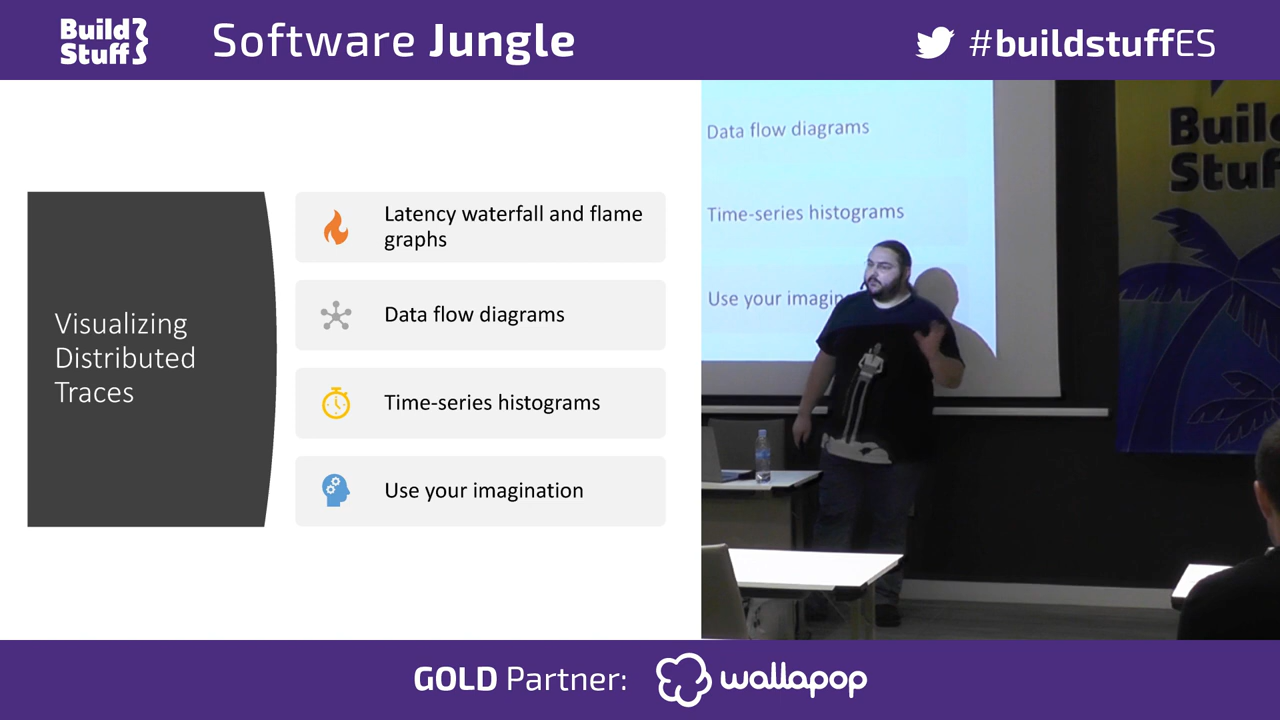 Build
Stuff
Software Jungle
#buildstuffES
Visualizing
Distributed
Traces
Latency waterfall and flame
graphs
Data flow diagrams
Time-series histograms
Use your imagination
Data flow diagrams
Time-series histograms
Use your imagin
Buil
Stuf
GOLD Partner:
wallapop